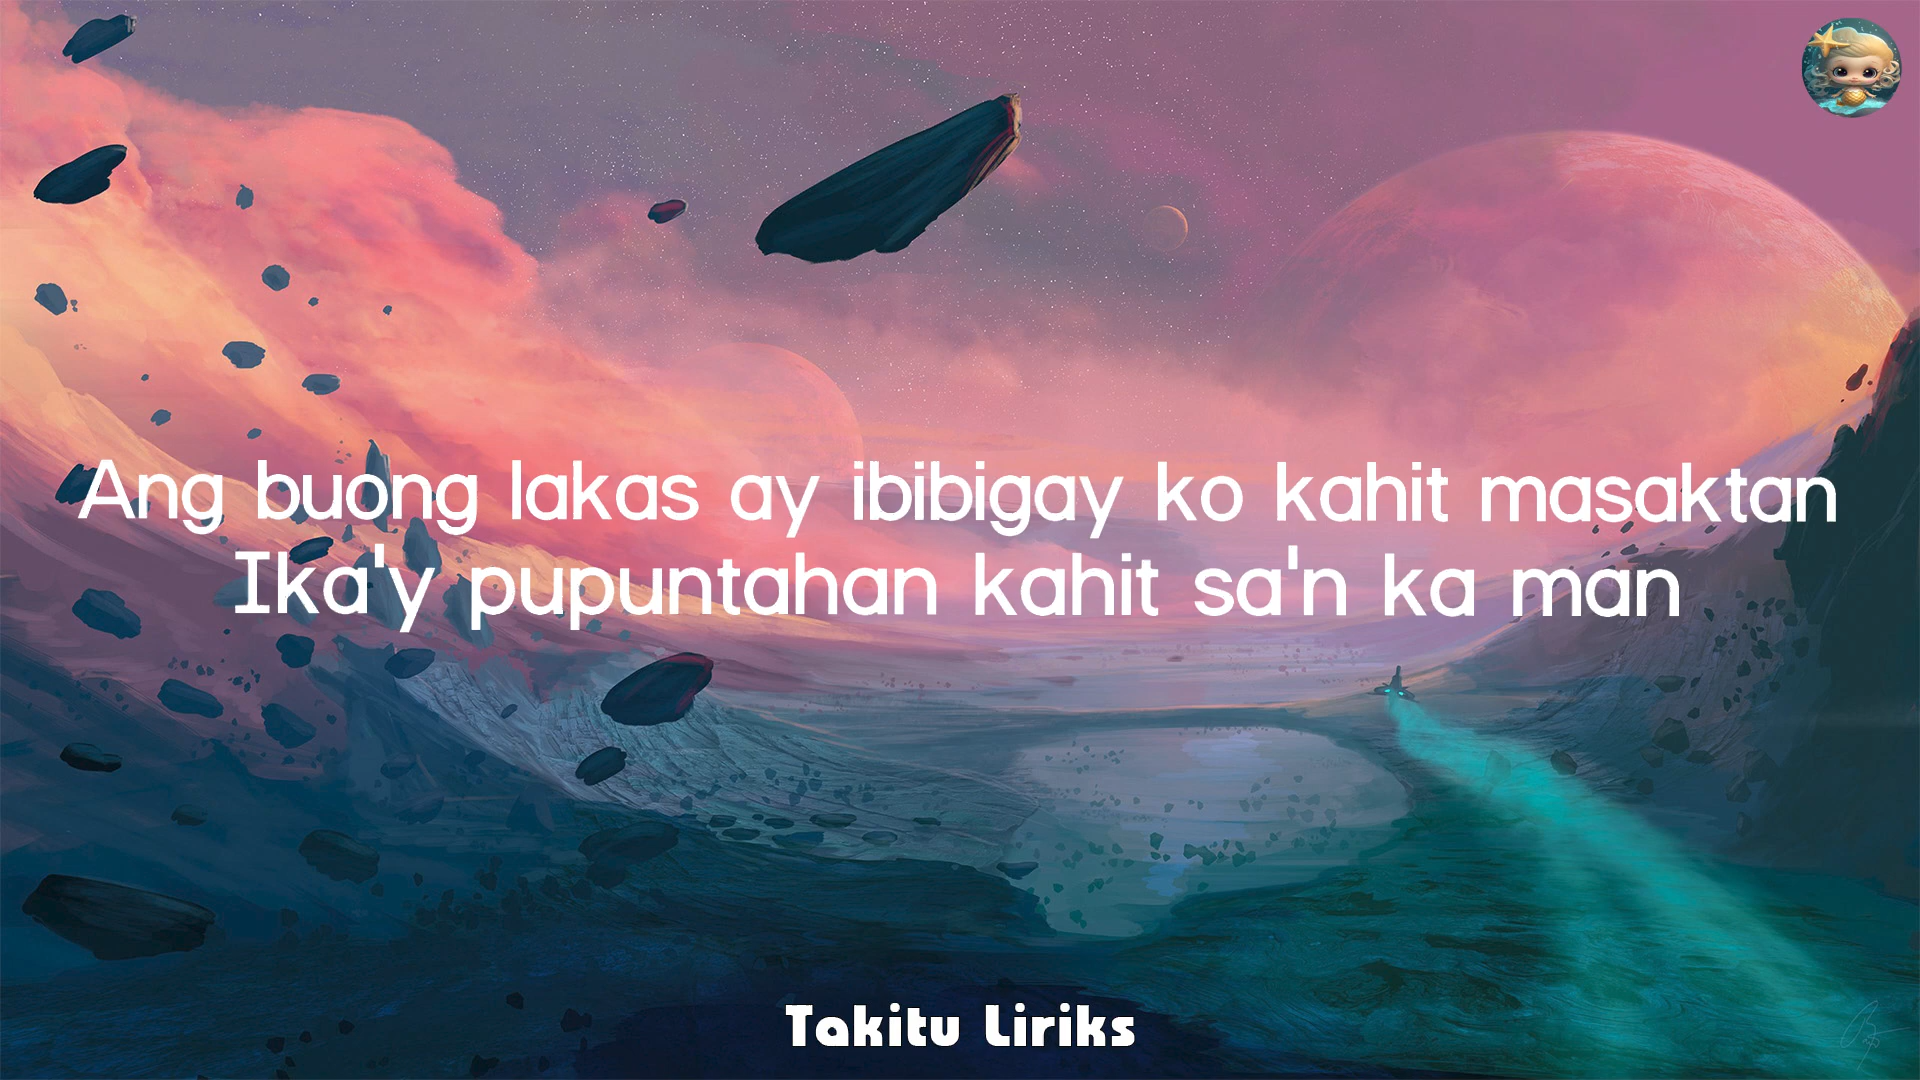 Ang buong lakas ay ibibigay ko kahit masaktan
Ika'y pupuntahan kahit sa'n ka man
Takitu Liriks